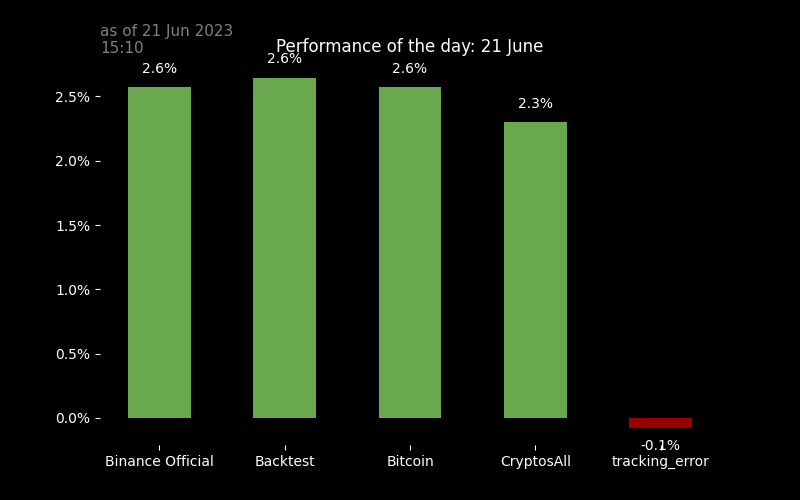 as of 21 Jun 2023
15:10
Performance of the day: 21 June
2.6%
2.6%
2.6%
2.3%
-0.1%
2.5%
2.0%
1.5%
1.0%
0.5%
0.0%
Binance Official
Backtest
Bitcoin
CryptosAll
tracking_error